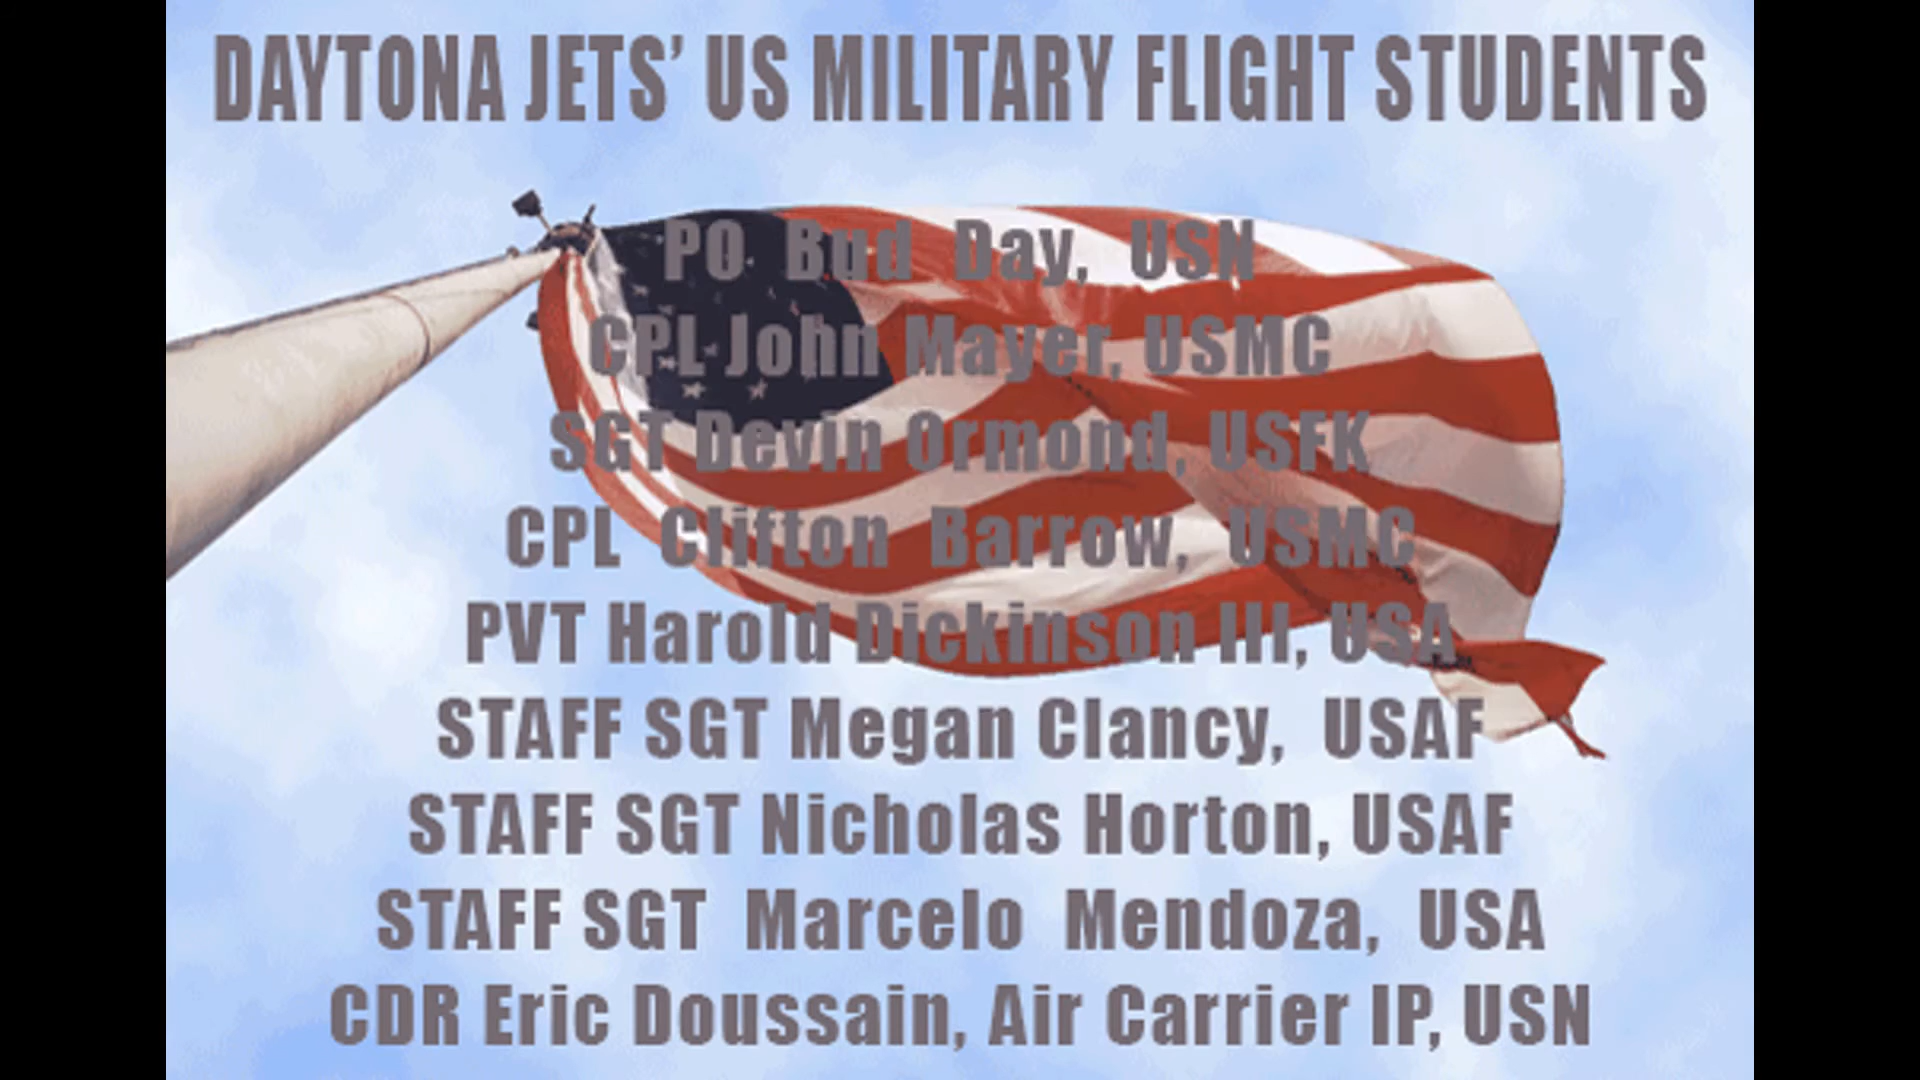 DAYTONA JETS’ US MILITARY FLIGHT STUDENTS
PO Bud Day, USN
CPL John Mayer, USMC
SGT Devin Ormond, USFK
CPL Clifton Barrow, USMC
PVT Harold Dickinson III, USA
STAFF SGT Megan Clancy, USAF
STAFF SGT Nicholas Horton, USAF
STAFF SGT Marcelo Mendoza, USA
CDR Eric Doussain, Air Carrier IP, USN